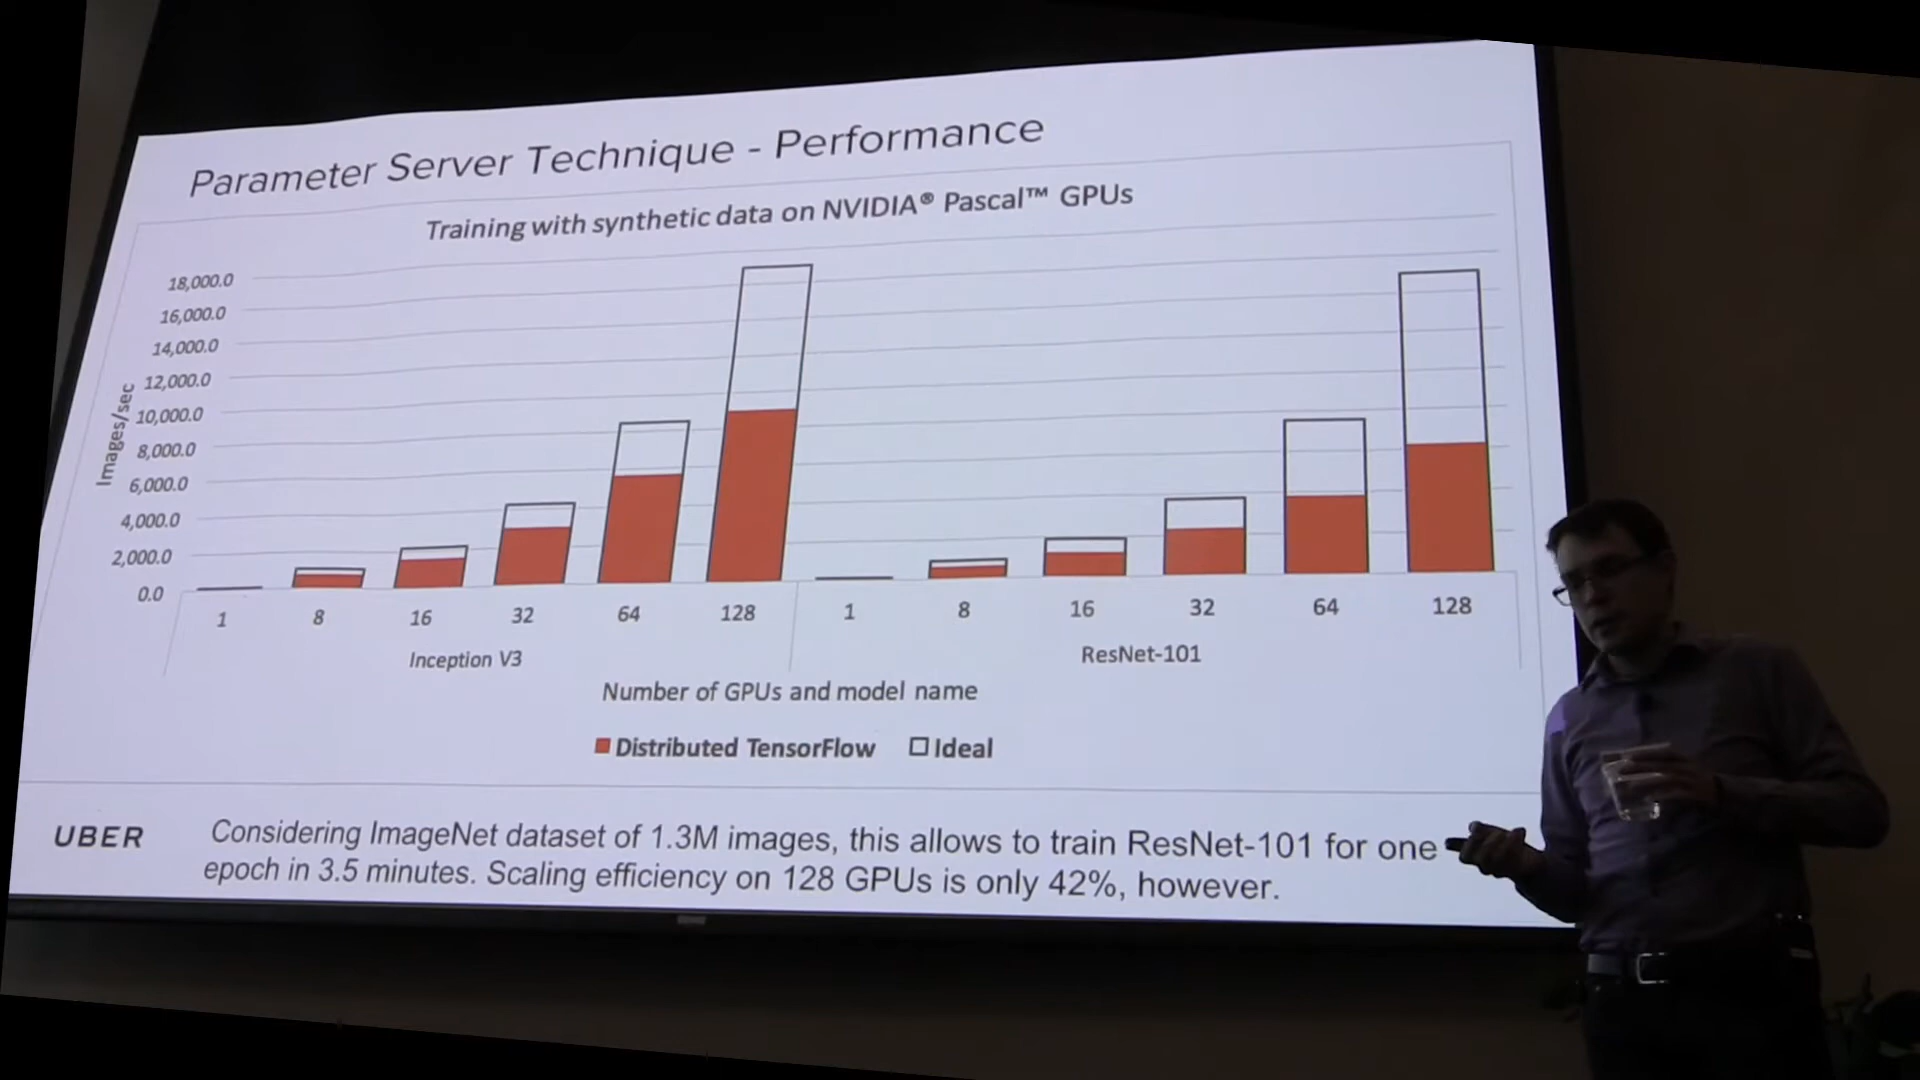 Parameter Server Technique - Performance
Training with synthetic data on NVIDIA® Pascal™ GPUs
18,000.0
16,000.0
14,000.0
12,000.0
10,000.0
8,000.0
6,000.0
4,000.0
2,000.0
0.0
Images/sec
1 8 16 32 64 128 1 8 16 32 64 128
Inception V3 ResNet-101
Number of GPUs and model name
Distributed TensorFlow Ideal
UBER
Considering ImageNet dataset of 1.3M images, this allows to train ResNet-101 for one
epoch in 3.5 minutes. Scaling efficiency on 128 GPUs is only 42%, however.